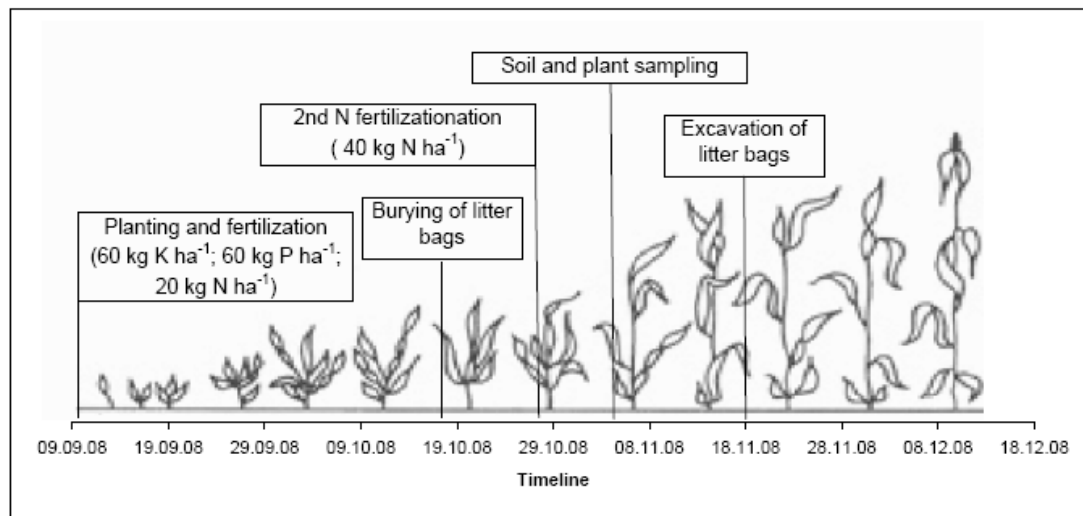 Soil and plant sampling
2nd N fertilizationation
( 40 kg N ha⁻¹)
Excavation of
litter bags
Planting and fertilization
(60 kg K ha⁻¹; 60 kg P ha⁻¹;
20 kg N ha⁻¹)
Burying of litter
bags
09.09.08 19.09.08 29.09.08 09.10.08 19.10.08 29.10.08 08.11.08 18.11.08 28.11.08 08.12.08 18.12.08
Timeline